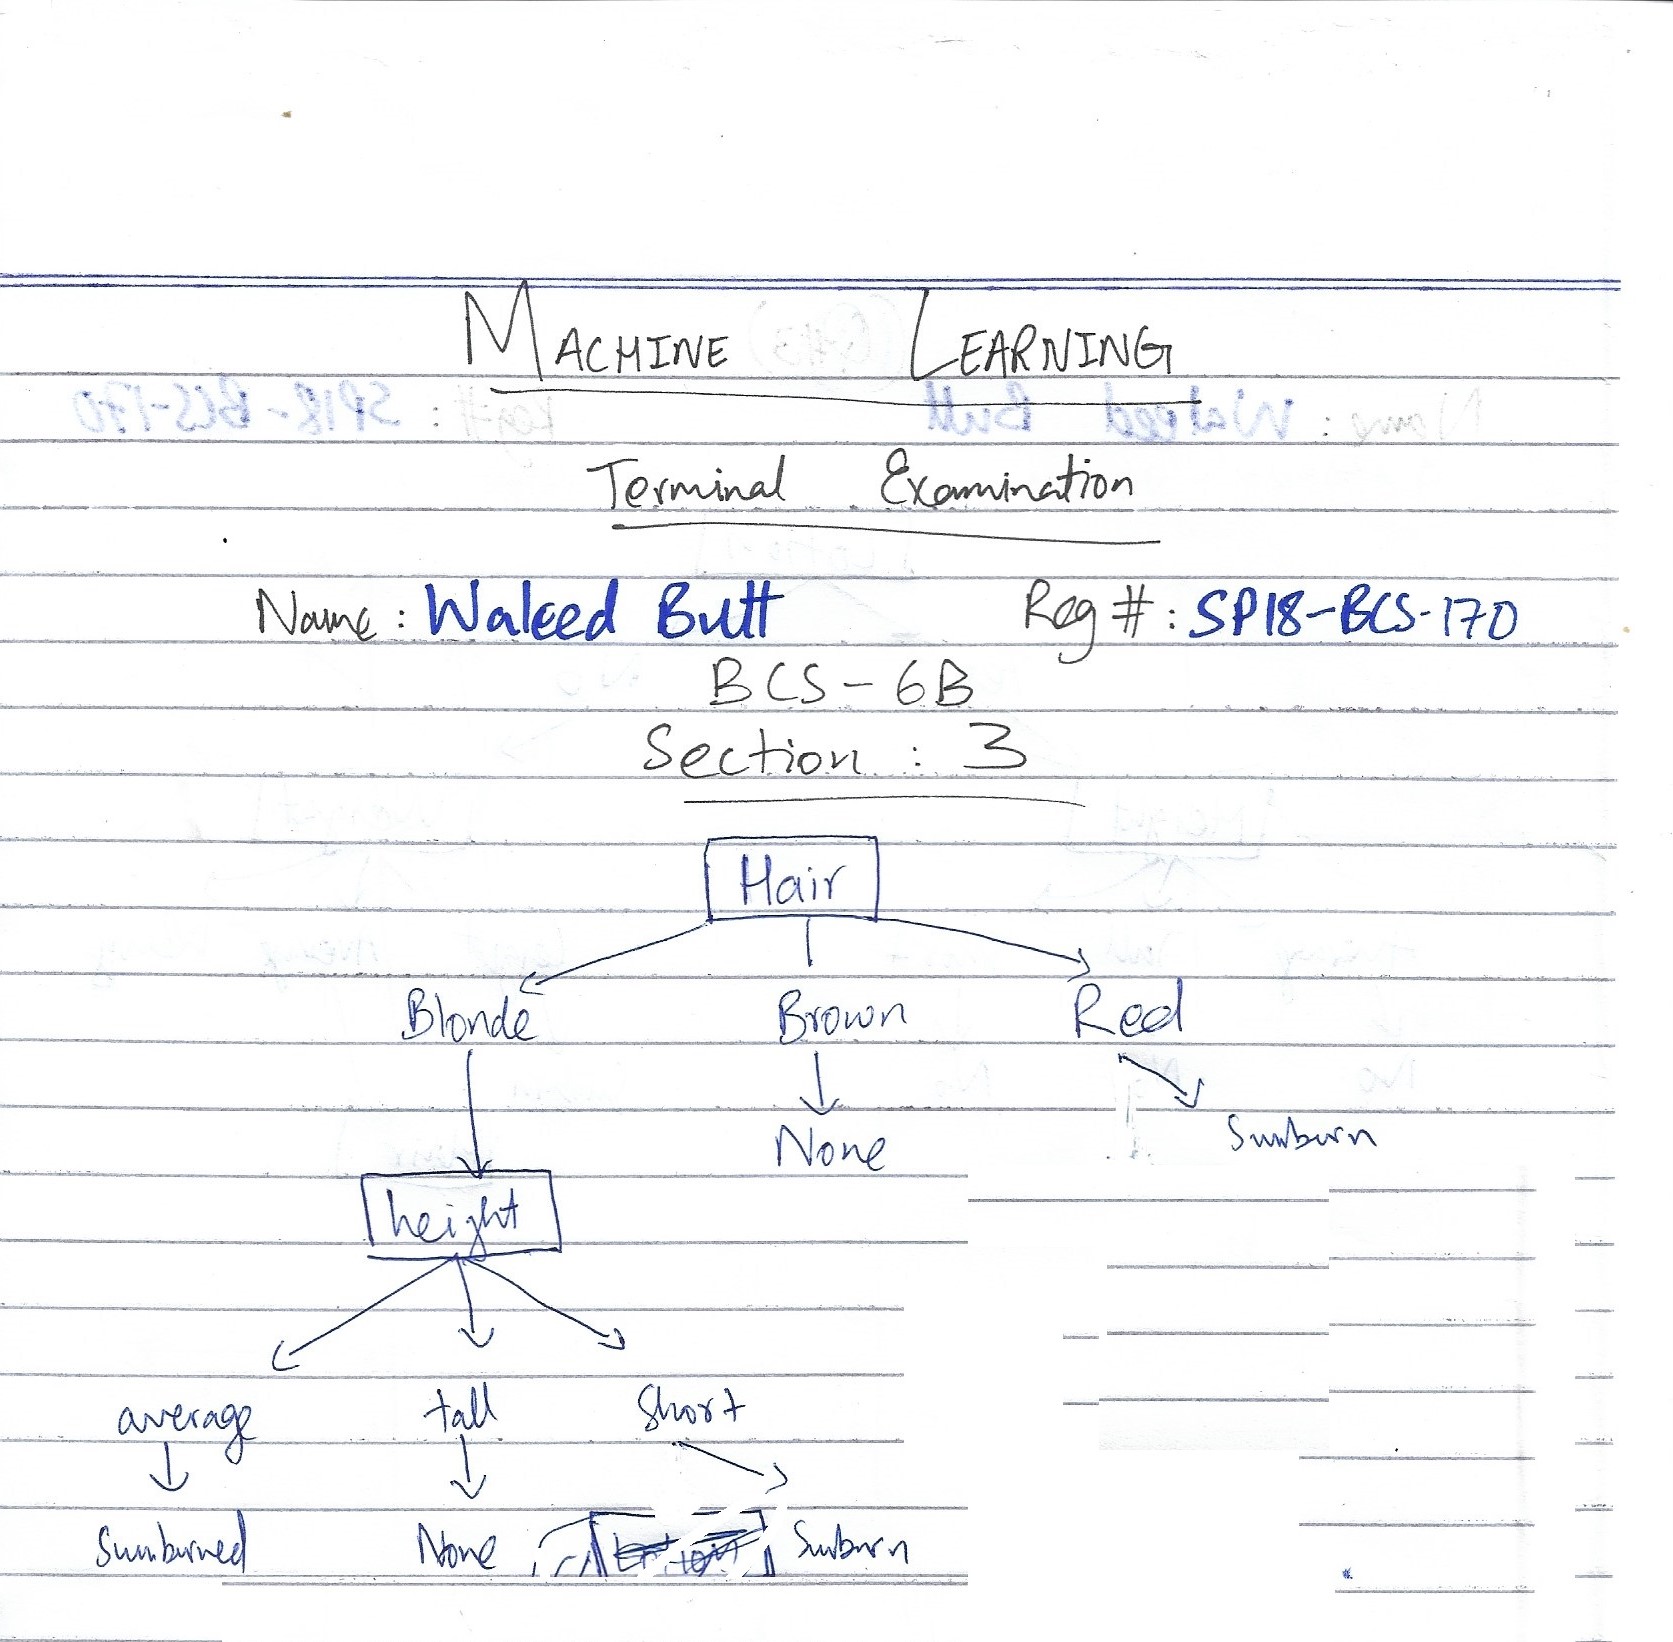 MACHINE LEARNING
Terminal Examination
Name: Waleed Butt Reg #: SP18-BCS-170
BCS-6B
Section: 3
Hair
Blonde Brown Red
None Sunburn
height
average tall short
Sunburned None Sunburn